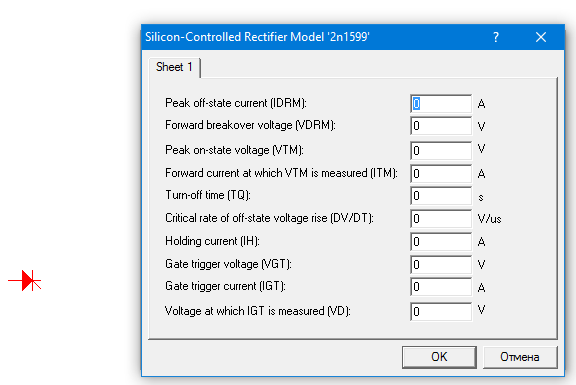 Silicon-Controlled Rectifier Model '2n1599' ?
Sheet 1
Peak off-state current (IDRM): 0 A
Forward breakover voltage (VDRM): 0 V
Peak on-state voltage (VTM): 0 V
Forward current at which VTM is measured (ITM): 0 A
Turn-off time (TQ): 0 s
Critical rate of off-state voltage rise (DV/DT): 0 V/us
Holding current (IH): 0 A
Gate trigger voltage (VGT): 0 V
Gate trigger current (IGT): 0 A
Voltage at which IGT is measured (VD): 0 V
OK Отмена